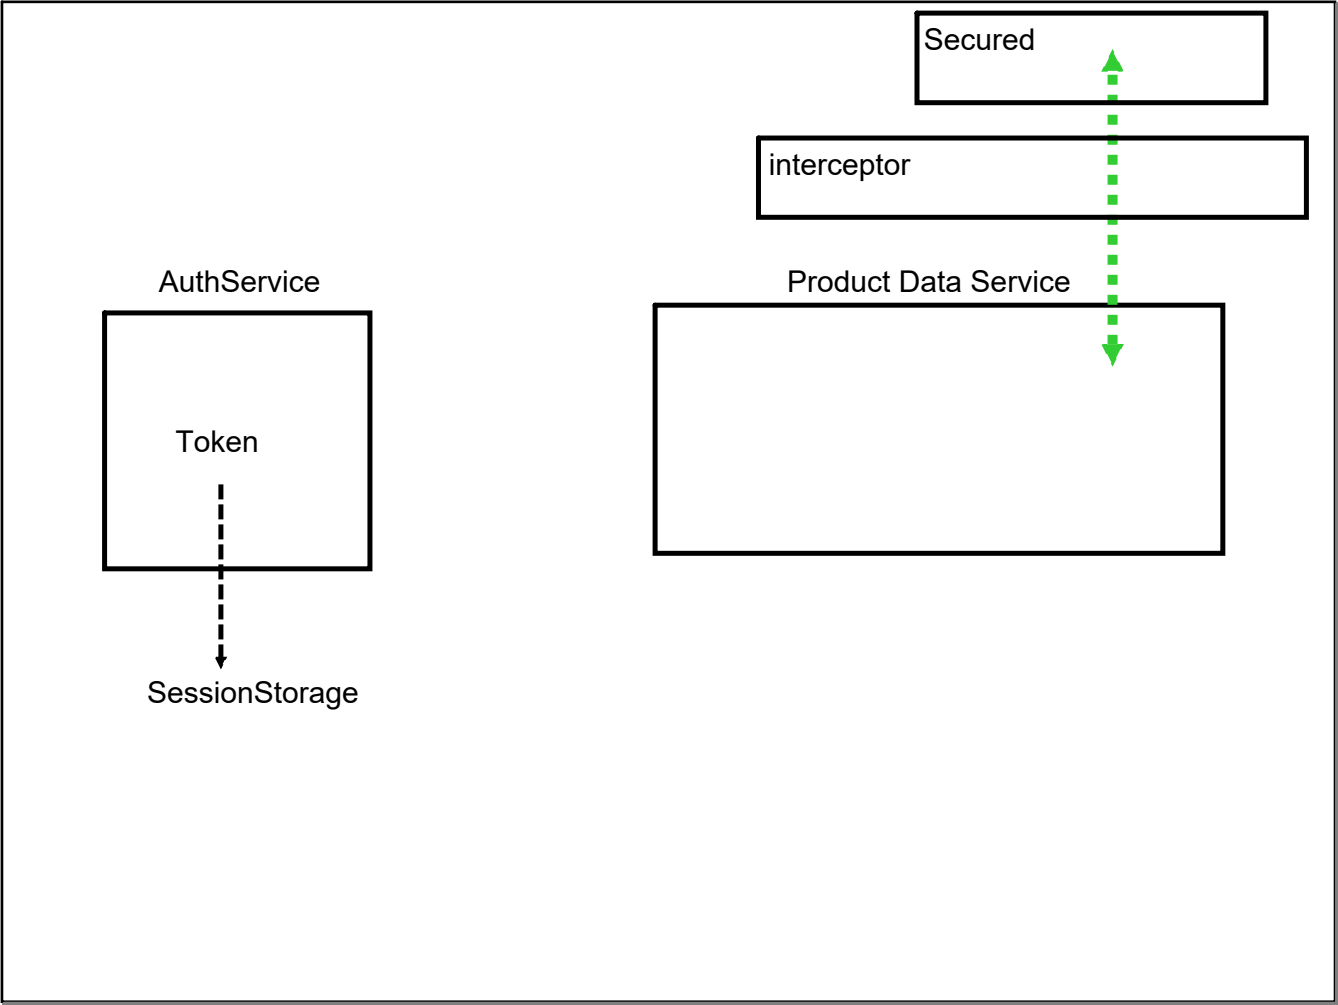 Secured
interceptor
AuthService
Product Data Service
Token
SessionStorage